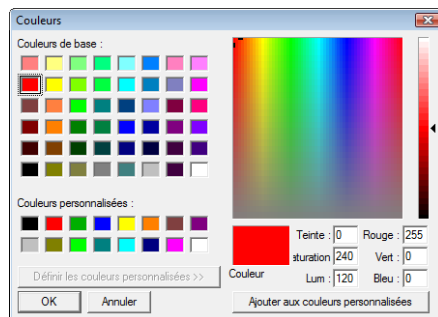 Couleurs
Couleurs de base :
Couleurs personnalisées :
Définir les couleurs personnalisées >>
OK
Annuler
Couleur
Teinte : 0
Rouge : 255
aturation 240
Vert : 0
Lum : 120
Bleu : 0
Ajouter aux couleurs personnalisées